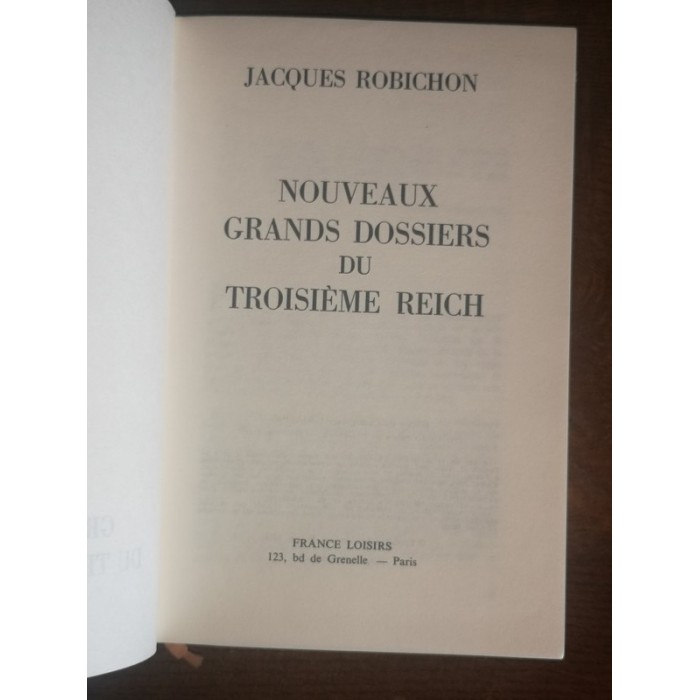 JACQUES ROBICHON
NOUVEAUX
GRANDS DOSSIERS
DU
TROISIÈME REICH
FRANCE LOISIRS
123, bd de Grenelle — Paris